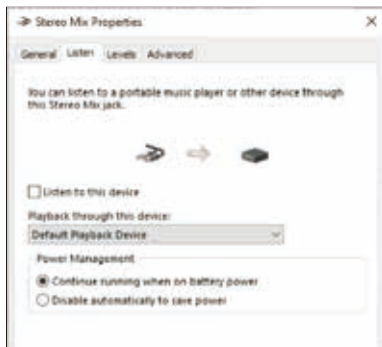 Stereo Mix Properties
General Listen Levels Advanced
You can listen to a portable music player or other device through
this Stereo Mix jack.
Listen to this device
Playback through this device:
Default Playback Device
Power Management
Continue running when on battery power
Disable automatically to save power